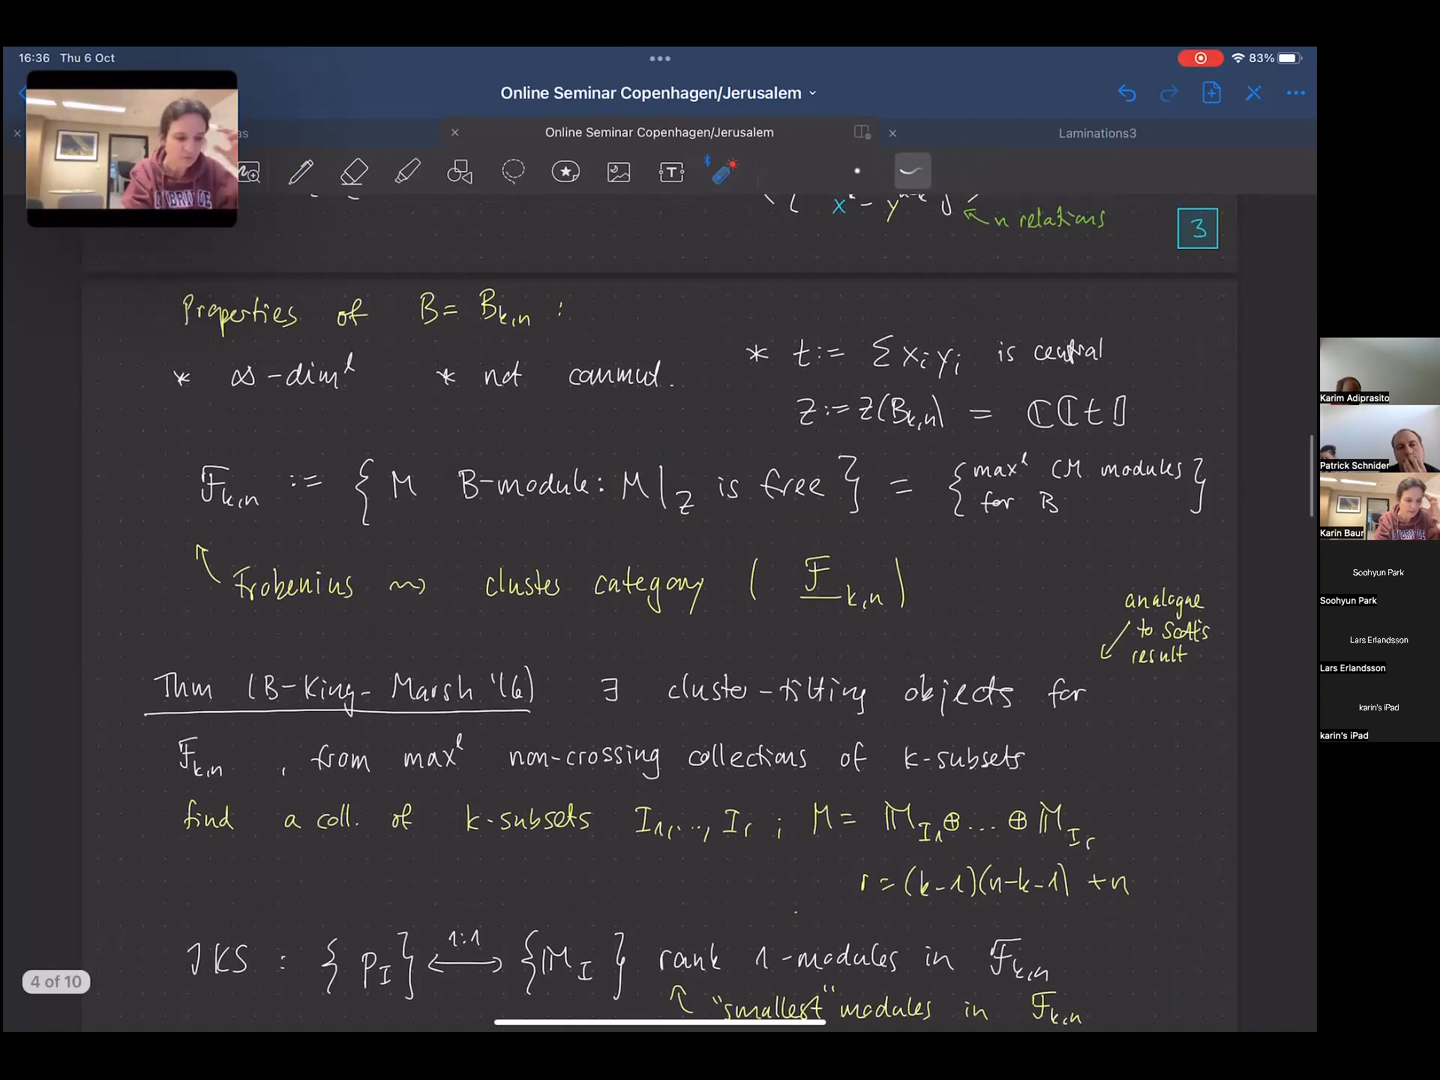 16:36 Thu 6 Oct
83%
Online Seminar Copenhagen/Jerusalem
as
Online Seminar Copenhagen/Jerusalem
Laminations3
x^k - y^{n-k}
n relations
3
Properties of B = B_{k,n} :
* ∞-dim^l * not commut.
* t := Σ x_i y_i is central
Z := Z(B_{k,n}) = ℂ⟦t⟧
F_{k,n} := { M B-module: M|_Z is free } = { max^l CM modules for B }
Frobenius ⇝ cluster category ( F_{k,n} )
analogue
to Scott's
result
Thm (B-King-Marsh '16) ∃ cluster-tilting objects for
F_{k,n} , from max^l non-crossing collections of k-subsets
find a coll. of k-subsets I_1,..., I_r ; M = M_{I_1} ⊕ ... ⊕ M_{I_r}
r = (k-1)(n-k-1) + n
JKS : { P_I } ⟷ 1:1 { M_I } rank 1-modules in F_{k,n}
"smallest" modules in F_{k,n}
4 of 10
Karim Adiprasito
Patrick Schnider
Karin Baur
Soohyun Park
Soohyun Park
Lars Erlandsson
Lars Erlandsson
karin's iPad
karin's iPad